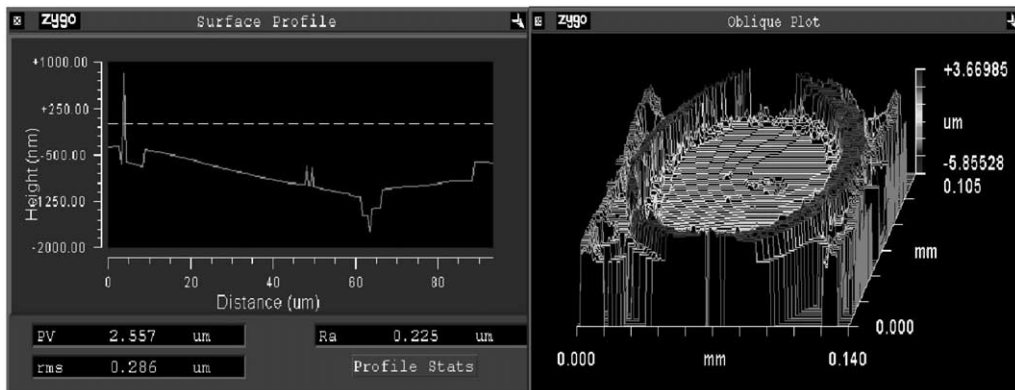 zygo Surface Profile
+1000.00
+250.00
-500.00
-1250.00
-2000.00
Height (nm)
0 20 40 60 80
Distance (um)
PV 2.557 um
Ra 0.225 um
rms 0.286 um
Profile Stats
zygo Oblique Plot
+3.66985
um
-5.85528
0.105
mm
0.000
0.000 mm 0.140